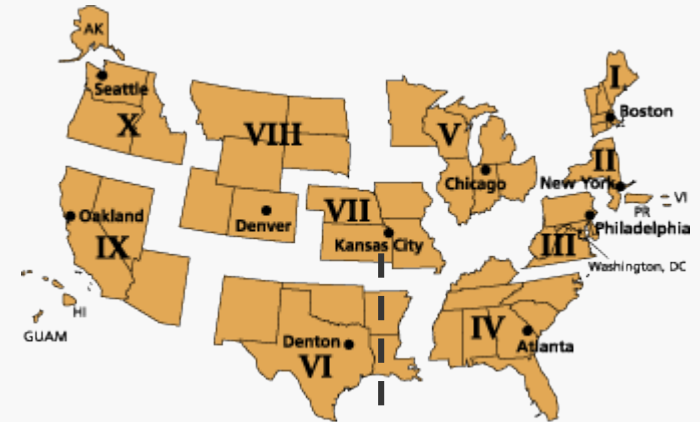 AK
Seattle
X
VIII
V
I
Boston
II
Chicago
New York
VI
PR
Oakland
Denver
VII
Kansas City
Philadelphia
IX
III
Washington, DC
HI
GUAM
Denton
VI
IV
Atlanta